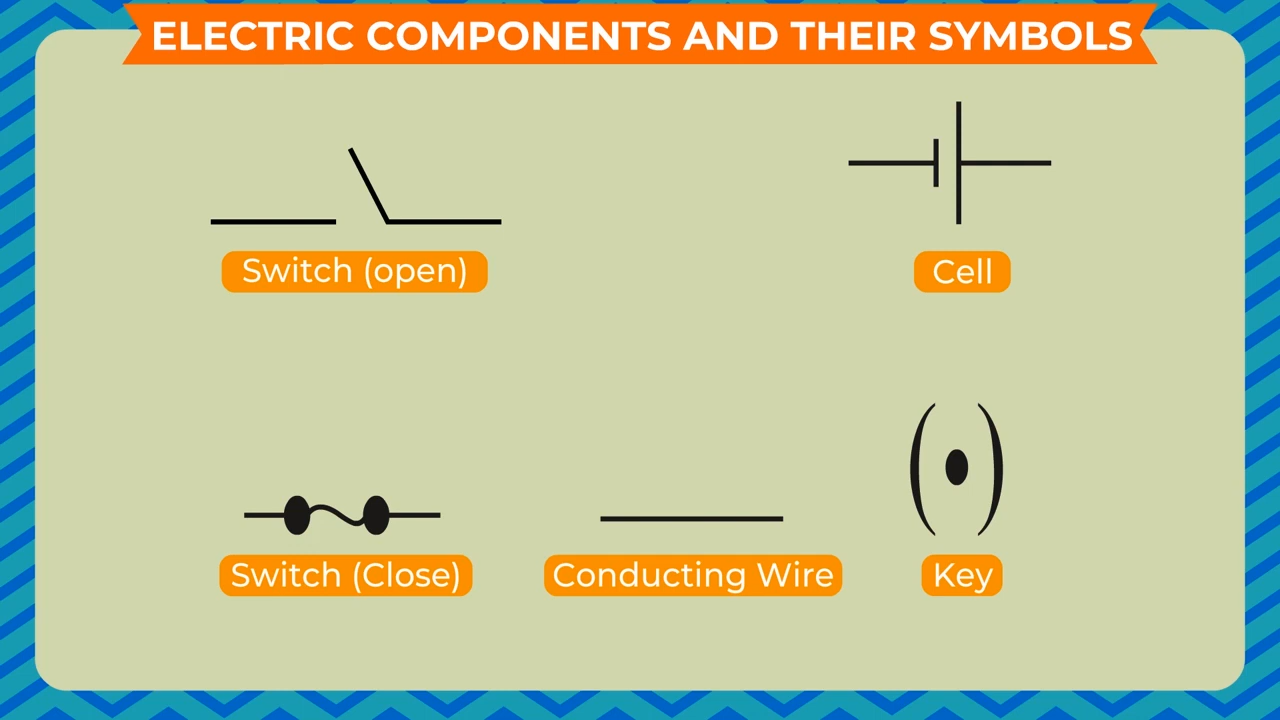 ELECTRIC COMPONENTS AND THEIR SYMBOLS
Switch (open)
Cell
Switch (Close)
Conducting Wire
Key